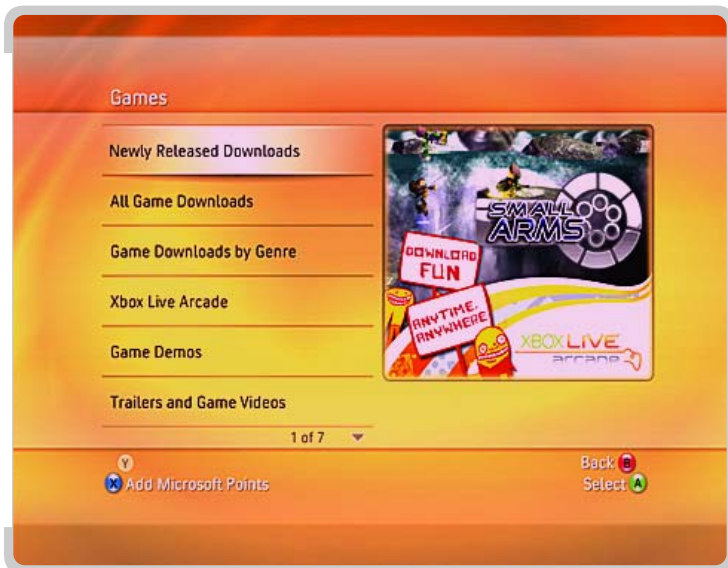 Games
Newly Released Downloads
All Game Downloads
Game Downloads by Genre
Xbox Live Arcade
Game Demos
Trailers and Game Videos
1 of 7
SMALL
ARMS
DOWNLOAD
FUN
ANYTIME,
ANYWHERE
XBOX LIVE
arcade
Y
X Add Microsoft Points
Back B
Select A